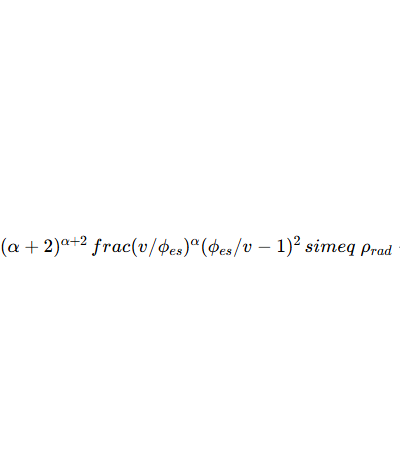 (α + 2)^{α+2} frac(v/ϕ_{es})^{α}(ϕ_{es}/v − 1)^{2} simeq ρ_{rad}